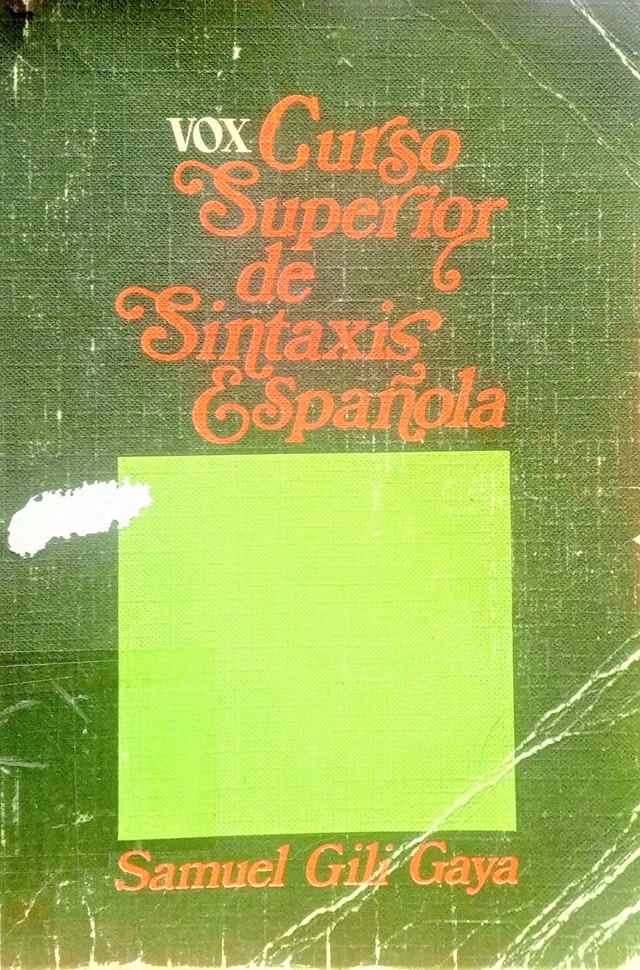 VOX Curso
Superior
de
Sintaxis
Española
Samuel Gili Gaya